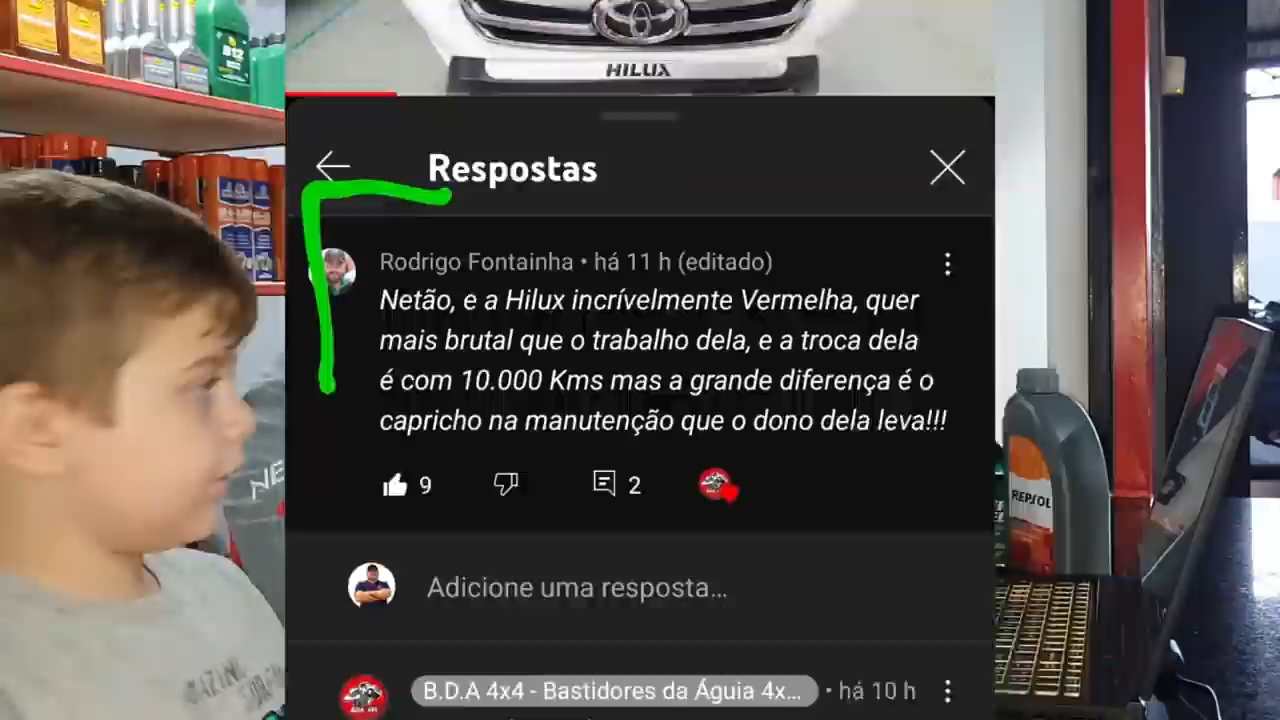 HILUX
Respostas
Rodrigo Fontainha • há 11 h (editado)
Netão, e a Hilux incrívelmente Vermelha, quer
mais brutal que o trabalho dela, e a troca dela
é com 10.000 Kms mas a grande diferença é o
capricho na manutenção que o dono dela leva!!!
9
2
Adicione uma resposta...
B.D.A 4x4 - Bastidores da Águia 4x... • há 10 h
REPSOL